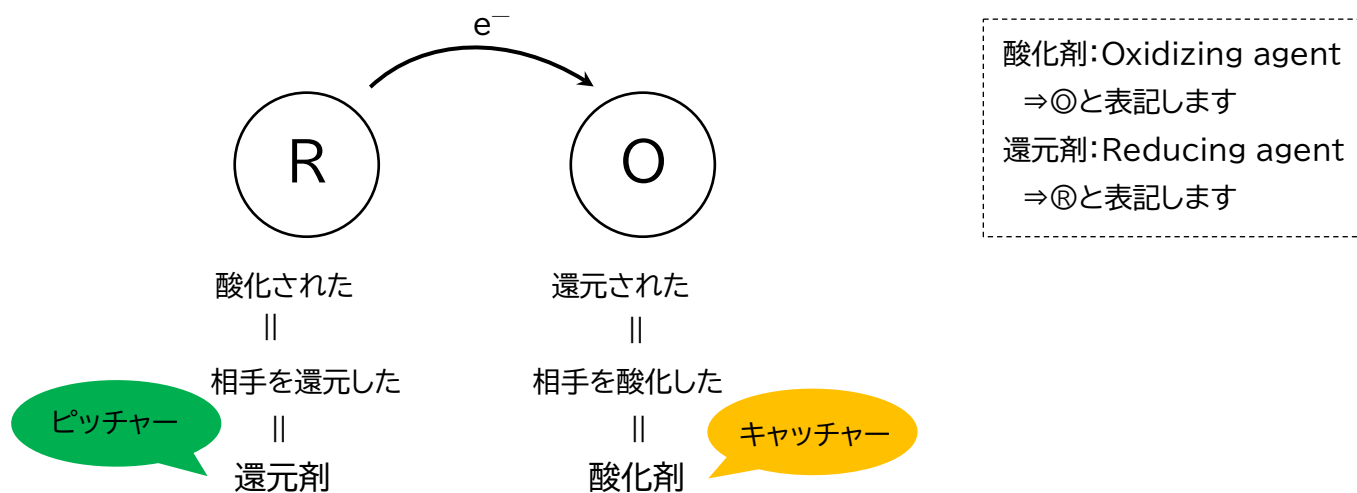 e⁻
R
O
酸化剤:Oxidizing agent
⇒Ⓞと表記します
還元剤:Reducing agent
⇒Ⓡと表記します
酸化された
||
相手を還元した
||
還元剤
ピッチャー
還元された
||
相手を酸化した
||
酸化剤
キャッチャー